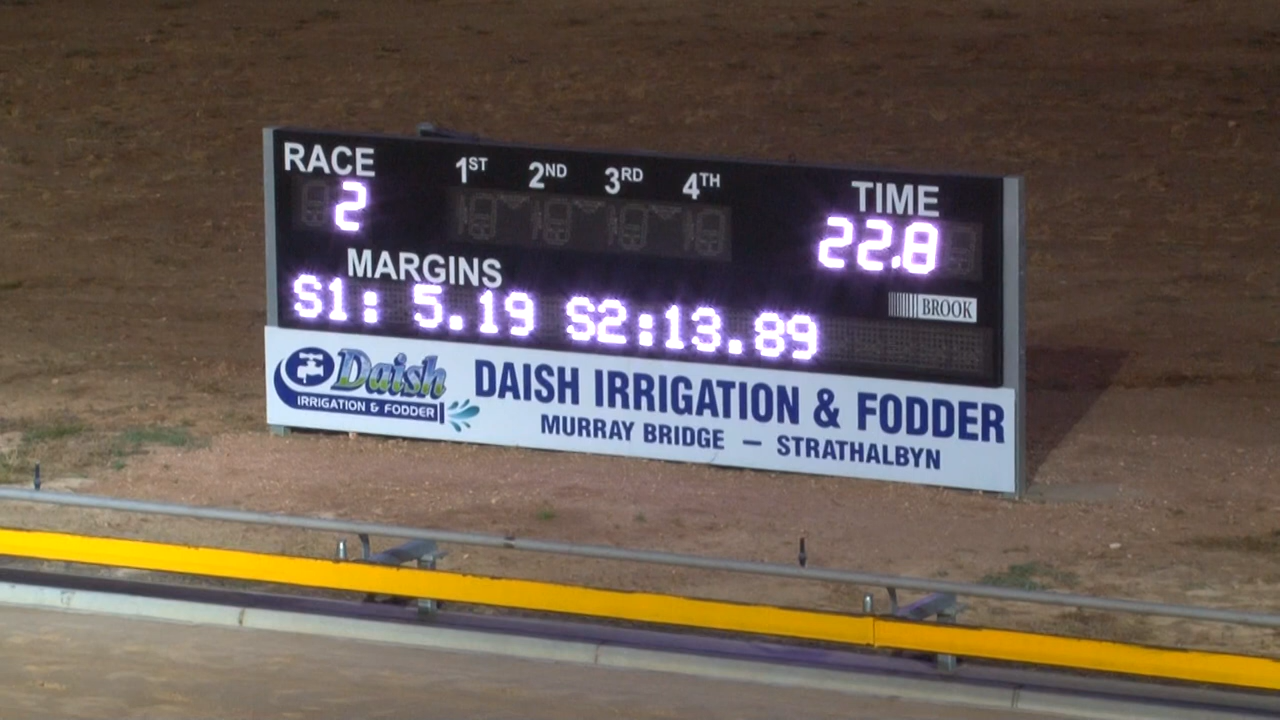 RACE 1ST 2ND 3RD 4TH TIME
2 22.8
MARGINS
S1: 5.19 S2:13.89
BROOK
Daish
IRRIGATION & FODDER
DAISH IRRIGATION & FODDER
MURRAY BRIDGE — STRATHALBYN